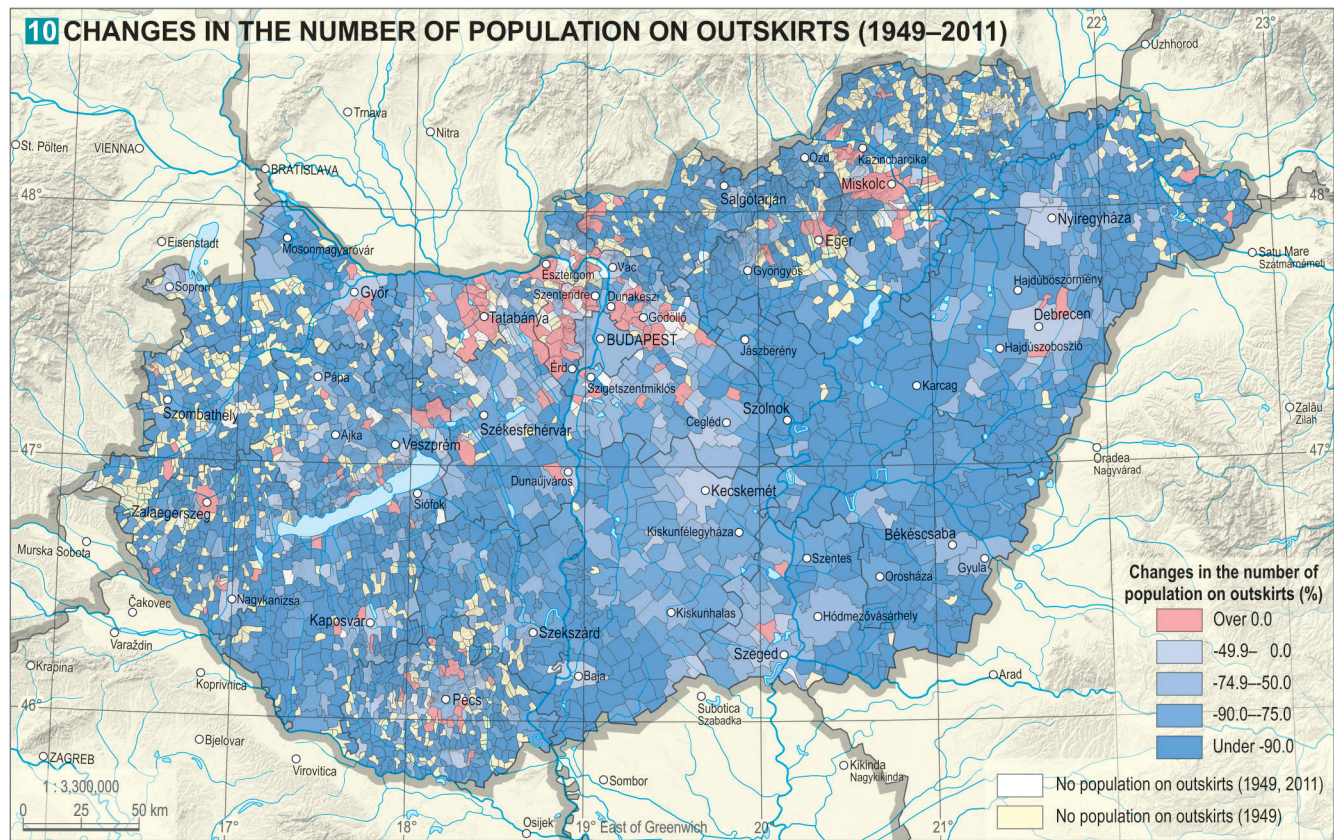 10 CHANGES IN THE NUMBER OF POPULATION ON OUTSKIRTS (1949–2011)
22°
23°
Uzhhorod
Trnava
Nitra
St. Pölten
VIENNA
BRATISLAVA
Ózd
Kazincbarcika
Miskolc
48°
48°
Salgótarján
Nyíregyháza
Eisenstadt
Mosonmagyaróvár
Eger
Satu Mare
Szatmárnémeti
Sopron
Esztergom
Vác
Gyöngyös
Hajdúböszörmény
Győr
Szentendre
Dunakeszi
Tatabánya
Gödöllő
Debrecen
BUDAPEST
Jászberény
Hajdúszoboszló
Érd
Pápa
Szigetszentmiklós
Karcag
Szombathely
Szolnok
Zalău
Zilah
Cegléd
Székesfehérvár
Ajka
Veszprém
47°
47°
Oradea
Nagyvárad
Dunaújváros
Kecskemét
Siófok
Zalaegerszeg
Kiskunfélegyháza
Békéscsaba
Murska Sobota
Szentes
Gyula
Orosháza
Changes in the number of
population on outskirts (%)
Nagykanizsa
Čakovec
Kaposvár
Kiskunhalas
Hódmezővásárhely
Over 0.0
Varaždin
Szekszárd
-49.9– 0.0
Szeged
Krapina
Koprivnica
Baja
Arad
-74.9–-50.0
46°
Pécs
Subotica
Szabadka
46°
-90.0–-75.0
Bjelovar
Under -90.0
ZAGREB
Virovitica
Kikinda
Nagykikinda
Sombor
1 : 3,300,000
No population on outskirts (1949, 2011)
0 25 50 km
No population on outskirts (1949)
17°
18°
Osijek
19° East of Greenwich
20°
21°